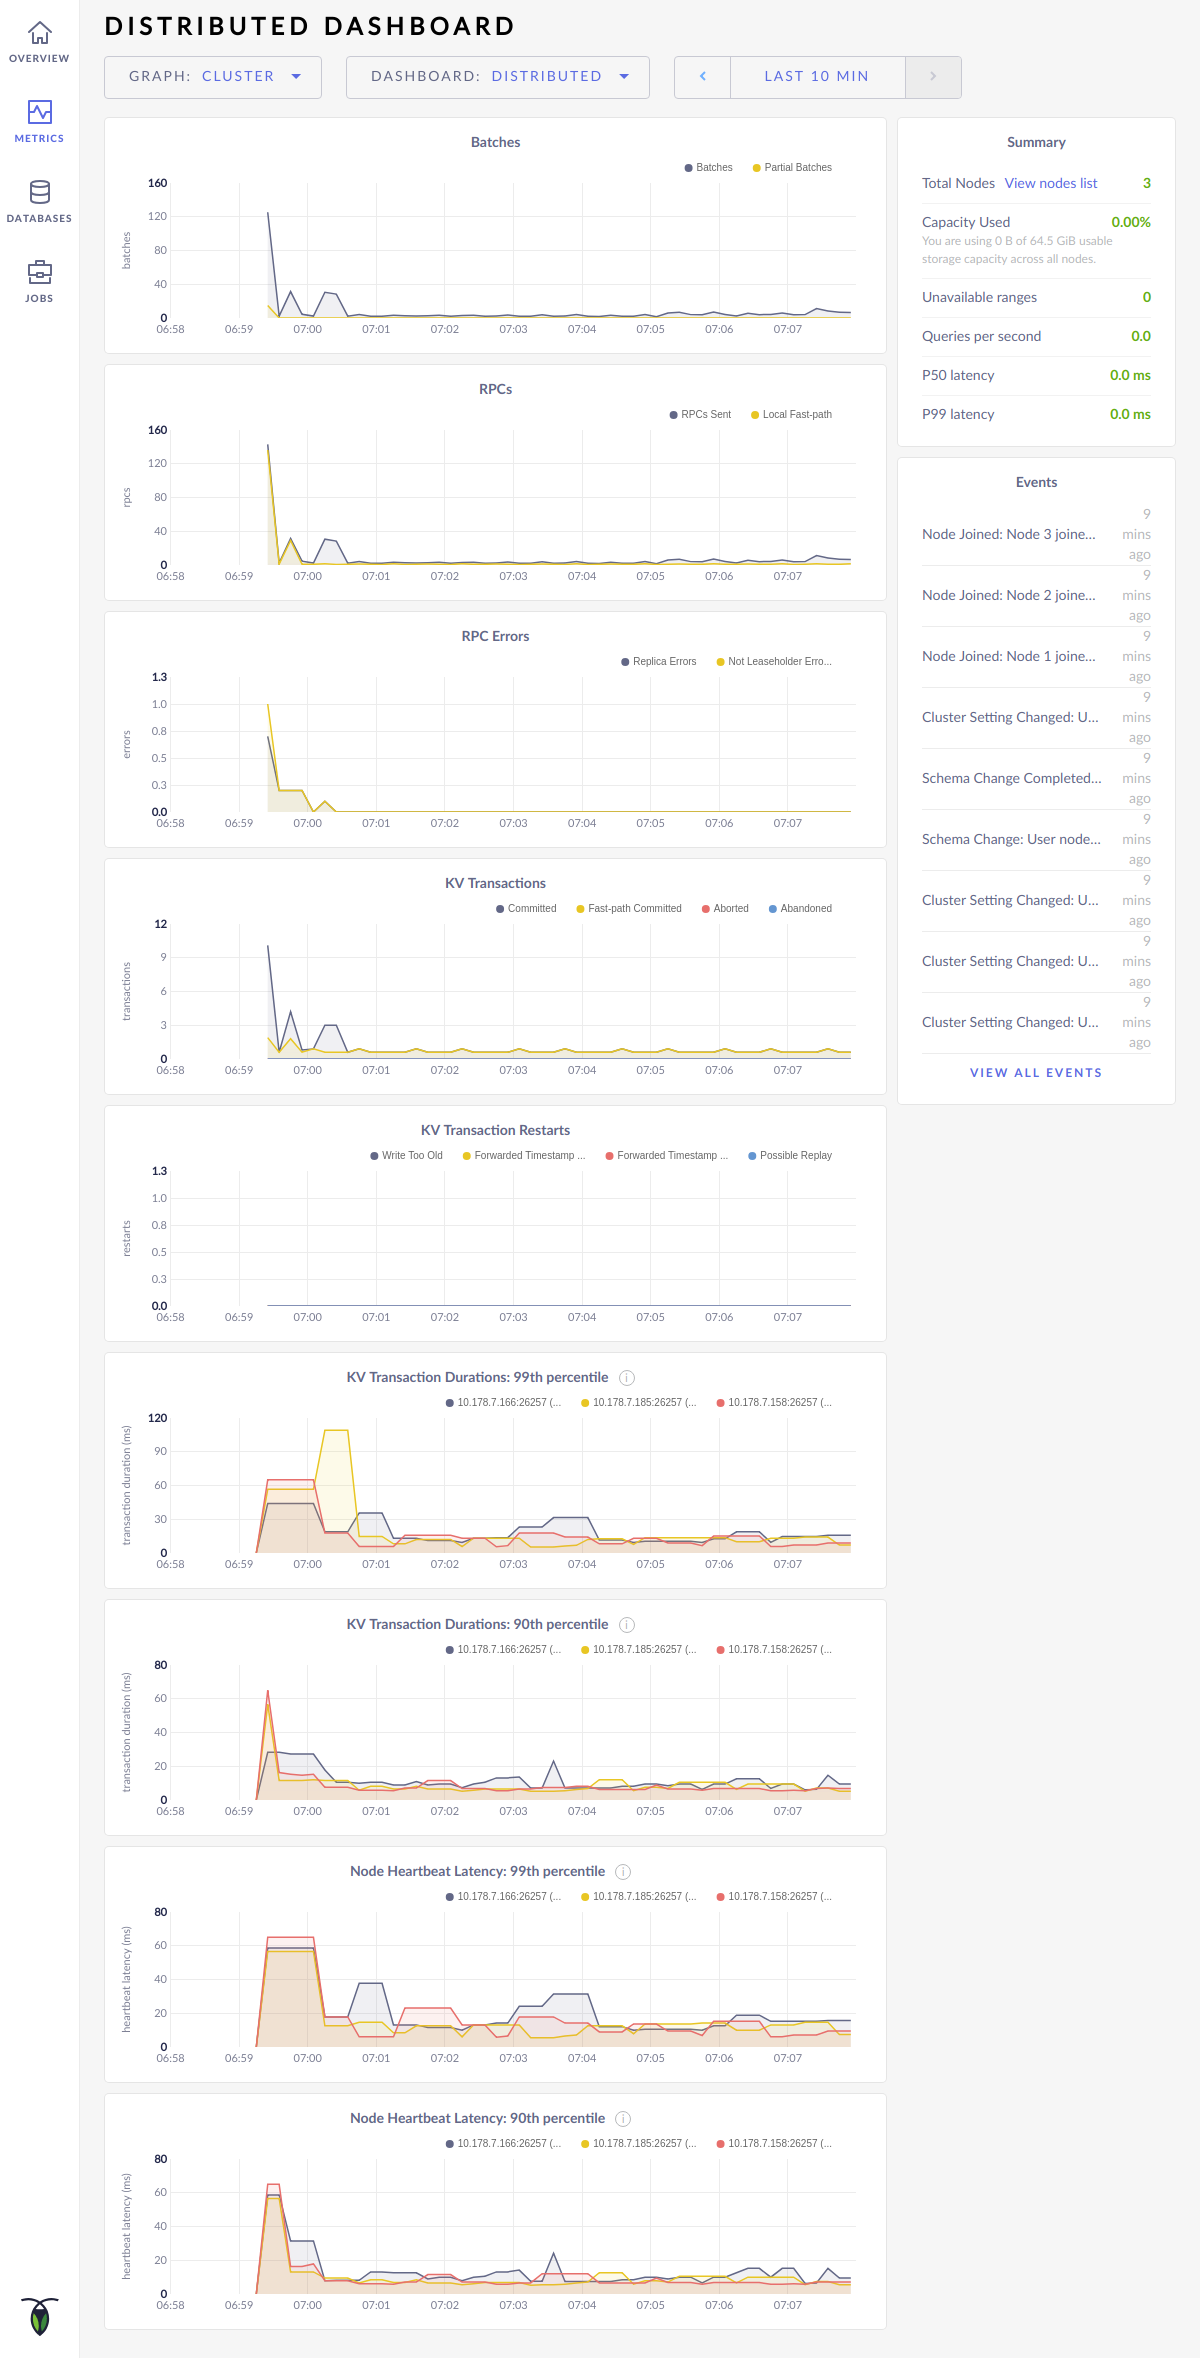 DISTRIBUTED DASHBOARD
OVERVIEW
METRICS
DATABASES
JOBS
GRAPH: CLUSTER
DASHBOARD: DISTRIBUTED
LAST 10 MIN
Batches
Batches Partial Batches
batches
160
120
80
40
0
06:58 06:59 07:00 07:01 07:02 07:03 07:04 07:05 07:06 07:07
RPCs
RPCs Sent Local Fast-path
rpcs
160
120
80
40
0
06:58 06:59 07:00 07:01 07:02 07:03 07:04 07:05 07:06 07:07
RPC Errors
Replica Errors Not Leaseholder Erro...
errors
1.3
1.0
0.8
0.5
0.3
0.0
06:58 06:59 07:00 07:01 07:02 07:03 07:04 07:05 07:06 07:07
KV Transactions
Committed Fast-path Committed Aborted Abandoned
transactions
12
9
6
3
0
06:58 06:59 07:00 07:01 07:02 07:03 07:04 07:05 07:06 07:07
KV Transaction Restarts
Write Too Old Forwarded Timestamp ... Forwarded Timestamp ... Possible Replay
restarts
1.3
1.0
0.8
0.5
0.3
0.0
06:58 06:59 07:00 07:01 07:02 07:03 07:04 07:05 07:06 07:07
KV Transaction Durations: 99th percentile i
10.178.7.166:26257 (... 10.178.7.185:26257 (... 10.178.7.158:26257 (...
transaction duration (ms)
120
90
60
30
0
06:58 06:59 07:00 07:01 07:02 07:03 07:04 07:05 07:06 07:07
KV Transaction Durations: 90th percentile i
10.178.7.166:26257 (... 10.178.7.185:26257 (... 10.178.7.158:26257 (...
transaction duration (ms)
80
60
40
20
0
06:58 06:59 07:00 07:01 07:02 07:03 07:04 07:05 07:06 07:07
Node Heartbeat Latency: 99th percentile i
10.178.7.166:26257 (... 10.178.7.185:26257 (... 10.178.7.158:26257 (...
heartbeat latency (ms)
80
60
40
20
0
06:58 06:59 07:00 07:01 07:02 07:03 07:04 07:05 07:06 07:07
Node Heartbeat Latency: 90th percentile i
10.178.7.166:26257 (... 10.178.7.185:26257 (... 10.178.7.158:26257 (...
heartbeat latency (ms)
80
60
40
20
0
06:58 06:59 07:00 07:01 07:02 07:03 07:04 07:05 07:06 07:07
Summary
Total Nodes View nodes list 3
Capacity Used 0.00%
You are using 0 B of 64.5 GiB usable
storage capacity across all nodes.
Unavailable ranges 0
Queries per second 0.0
P50 latency 0.0 ms
P99 latency 0.0 ms
Events
Node Joined: Node 3 joine... 9 mins ago
Node Joined: Node 2 joine... 9 mins ago
Node Joined: Node 1 joine... 9 mins ago
Cluster Setting Changed: U... 9 mins ago
Schema Change Completed... 9 mins ago
Schema Change: User node... 9 mins ago
Cluster Setting Changed: U... 9 mins ago
Cluster Setting Changed: U... 9 mins ago
Cluster Setting Changed: U... 9 mins ago
VIEW ALL EVENTS